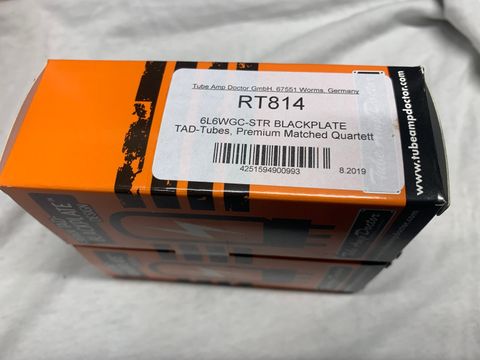 Tube Amp Doctor GmbH, 67551 Worms, Germany
RT814
6L6WGC-STR BLACKPLATE
TAD-Tubes, Premium Matched Quartett
4251594900993 8.2019
www.tubeampdoctor.com